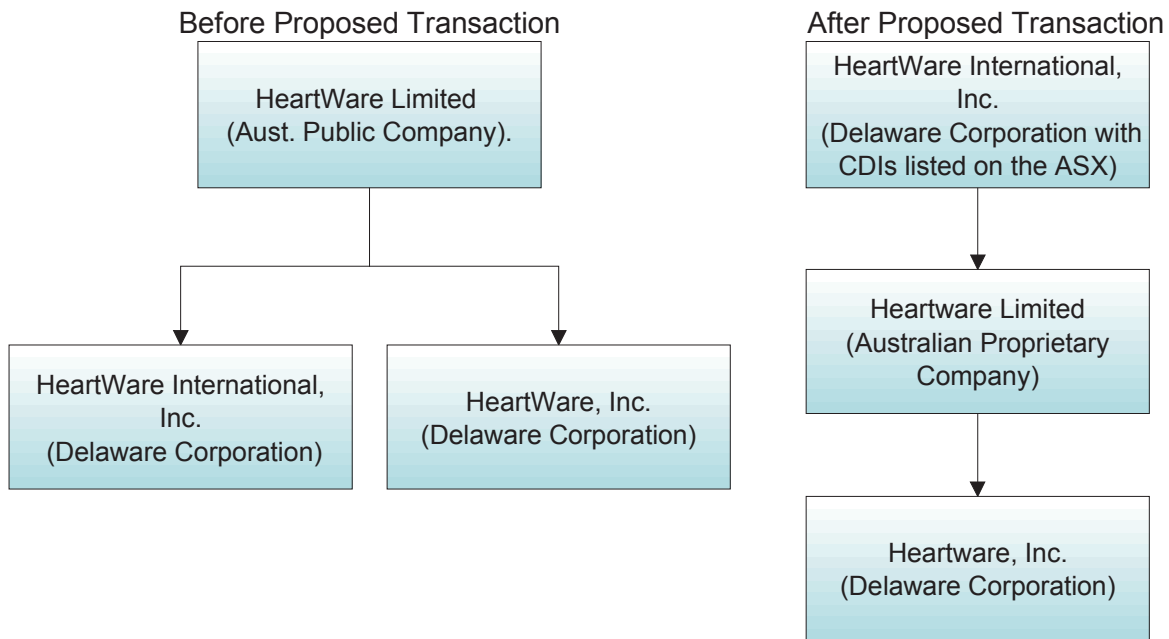 Before Proposed Transaction
HeartWare Limited
(Aust. Public Company).
HeartWare International,
Inc.
(Delaware Corporation)
HeartWare, Inc.
(Delaware Corporation)
After Proposed Transaction
HeartWare International,
Inc.
(Delaware Corporation with
CDIs listed on the ASX)
Heartware Limited
(Australian Proprietary
Company)
Heartware, Inc.
(Delaware Corporation)